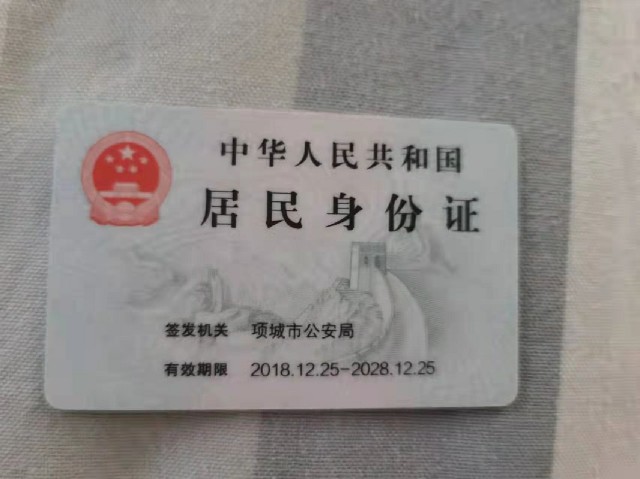 中华人民共和国
居民身份证
签发机关 项城市公安局
有效期限 2018.12.25-2028.12.25